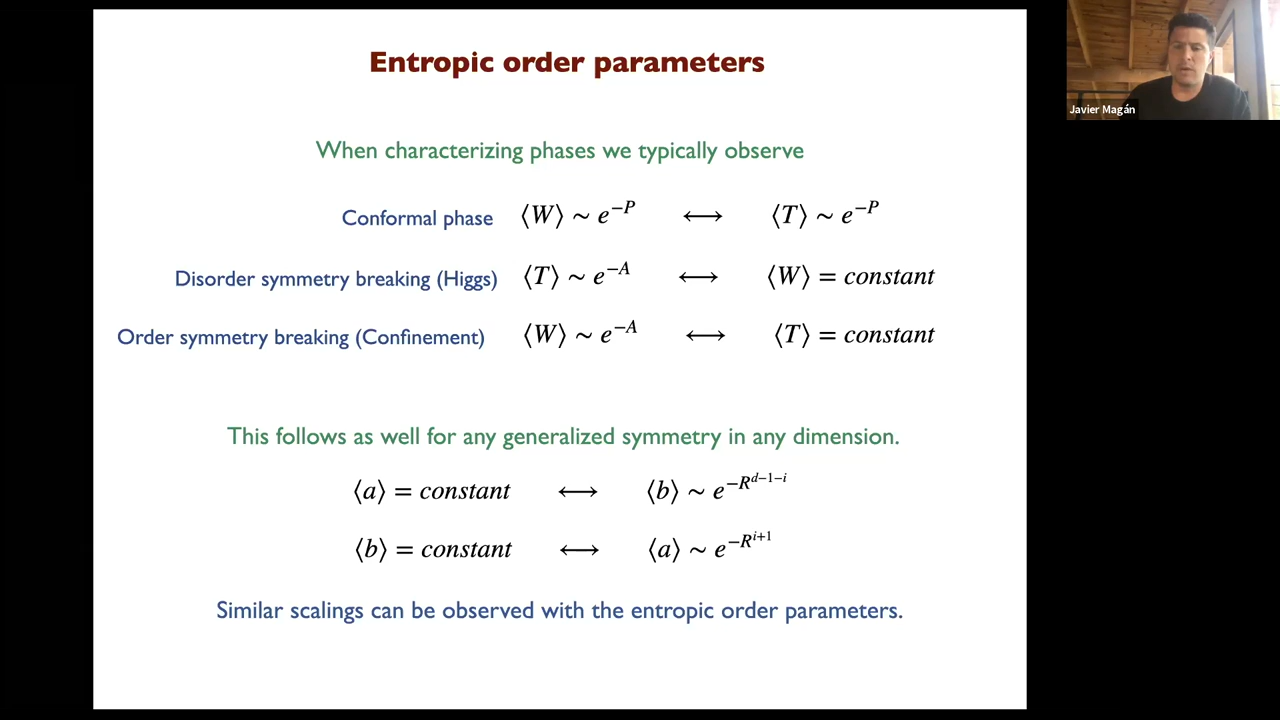 Entropic order parameters
Javier Magán
When characterizing phases we typically observe
Conformal phase ⟨W⟩ ∼ e^{−P} ⟷ ⟨T⟩ ∼ e^{−P}
Disorder symmetry breaking (Higgs) ⟨T⟩ ∼ e^{−A} ⟷ ⟨W⟩ = constant
Order symmetry breaking (Confinement) ⟨W⟩ ∼ e^{−A} ⟷ ⟨T⟩ = constant
This follows as well for any generalized symmetry in any dimension.
⟨a⟩ = constant ⟷ ⟨b⟩ ∼ e^{−R^{d−1−i}}
⟨b⟩ = constant ⟷ ⟨a⟩ ∼ e^{−R^{i+1}}
Similar scalings can be observed with the entropic order parameters.